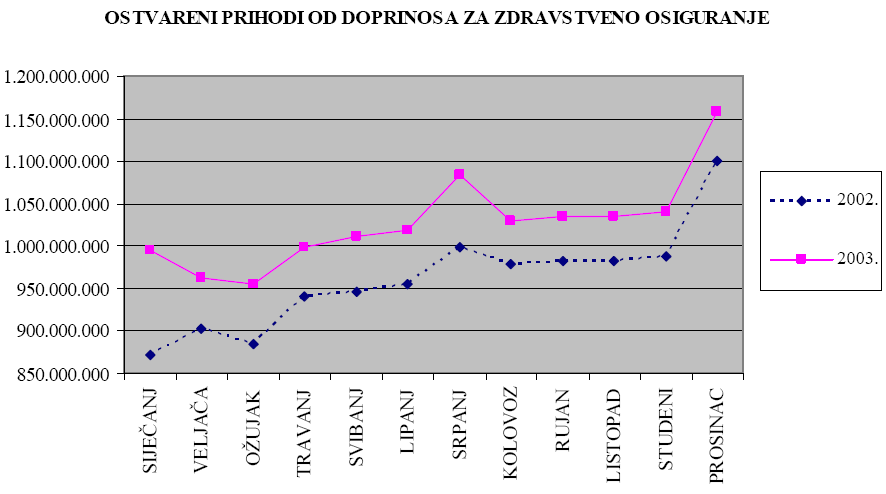 OSTVARENI PRIHODI OD DOPRINOSA ZA ZDRAVSTVENO OSIGURANJE
1.200.000.000
1.150.000.000
1.100.000.000
1.050.000.000
1.000.000.000
950.000.000
900.000.000
850.000.000
SIJEČANJ
VELJAČA
OŽUJAK
TRAVANJ
SVIBANJ
LIPANJ
SRPANJ
KOLOVOZ
RUJAN
LISTOPAD
STUDENI
PROSINAC
2002.
2003.